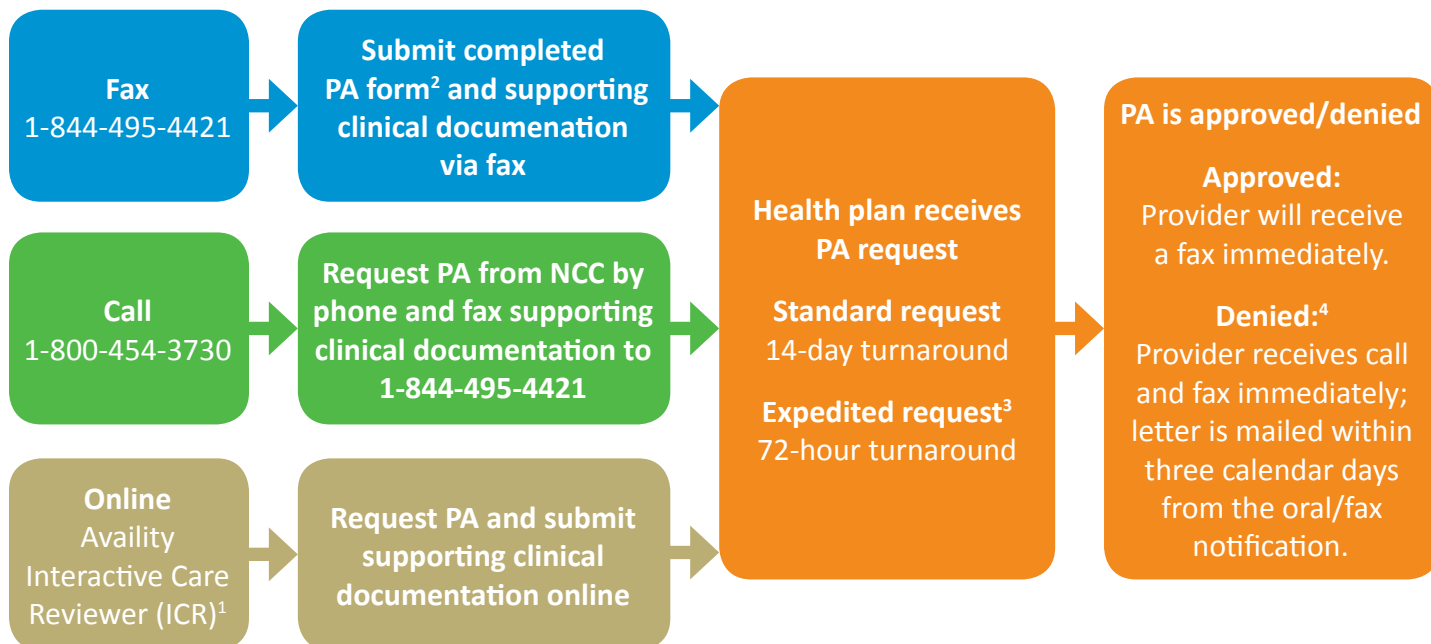 Fax
1-844-495-4421
Submit completed
PA form² and supporting
clinical documenation
via fax
Call
1-800-454-3730
Request PA from NCC by
phone and fax supporting
clinical documentation to
1-844-495-4421
Online
Availity
Interactive Care
Reviewer (ICR)¹
Request PA and submit
supporting clinical
documentation online
Health plan receives
PA request
Standard request
14-day turnaround
Expedited request³
72-hour turnaround
PA is approved/denied
Approved:
Provider will receive
a fax immediately.
Denied:⁴
Provider receives call
and fax immediately;
letter is mailed within
three calendar days
from the oral/fax
notification.